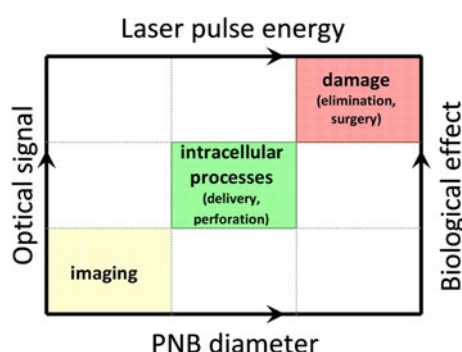 Laser pulse energy
damage
(elimination,
surgery)
Optical signal
intracellular
processes
(delivery,
perforation)
Biological effect
imaging
PNB diameter